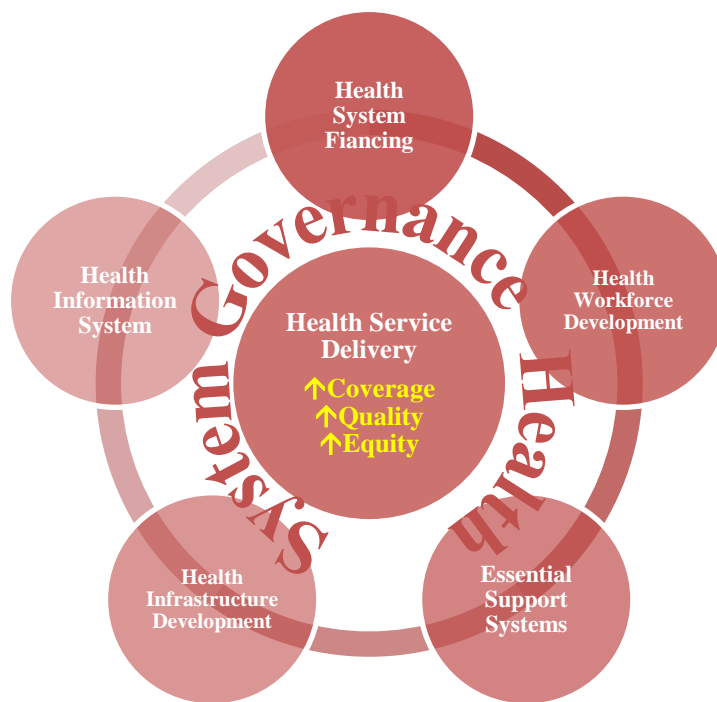 Health
System
Fiancing
Health
Information
System
Health
Workforce
Development
Health System Governance
Health Service
Delivery
↑Coverage
↑Quality
↑Equity
Health
Infrastructure
Development
Essential
Support
Systems